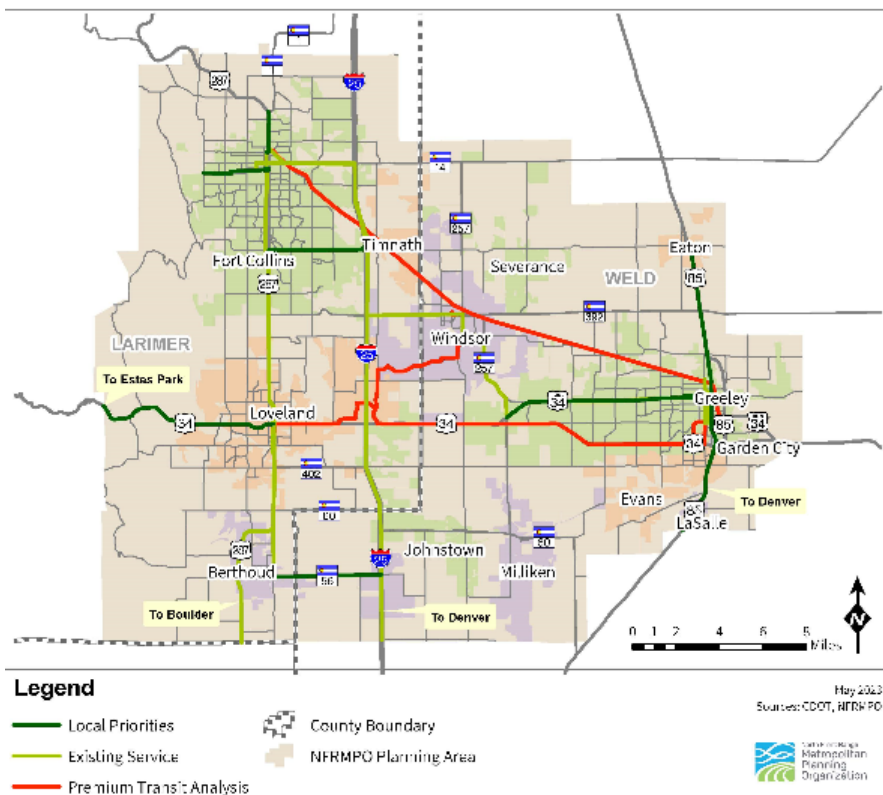 287
25
14
257
Timnath
Eaton
Fort Collins
Severance
85
287
WELD
392
Windsor
LARIMER
25
257
To Estes Park
34
Greeley
Loveland
34
34
85
34
34
Garden City
402
Evans
To Denver
60
85
LaSalle
287
Johnstown
60
25
Berthoud
56
Milliken
To Boulder
To Denver
N
0 1 2 4 6 8
Miles
Legend
May 2023
Sources: CDOT, NFRMPO
Local Priorities
County Boundary
Existing Service
NFRMPO Planning Area
North Front Range
Metropolitan
Planning
Organization
Premium Transit Analysis